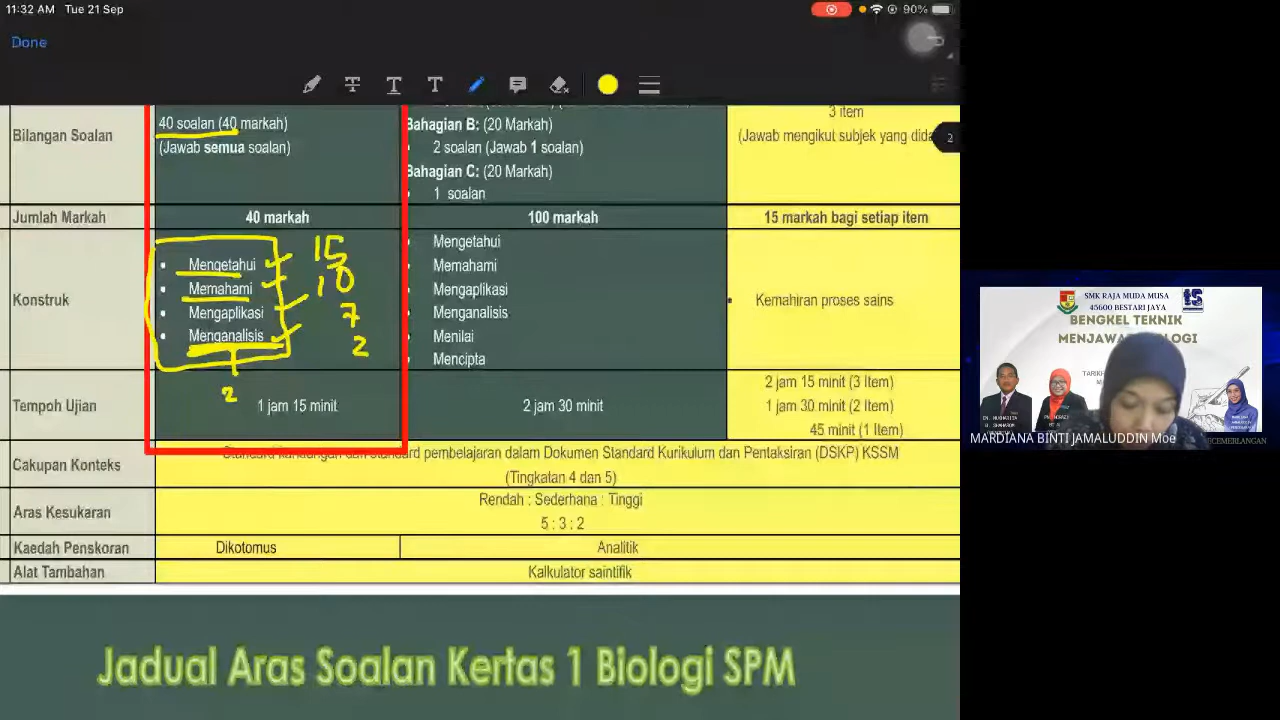 11:32 AM Tue 21 Sep
90%
Done
T T T
2
Bilangan Soalan
40 soalan (40 markah)
(Jawab semua soalan)
Bahagian B: (20 Markah)
2 soalan (Jawab 1 soalan)
Bahagian C: (20 Markah)
1 soalan
3 item
(Jawab mengikut subjek yang dida
Jumlah Markah
40 markah
100 markah
15 markah bagi setiap item
Konstruk
Mengetahui 15
Memahami 10
Mengaplikasi 7
Menganalisis 2
2
Mengetahui
Memahami
Mengaplikasi
Menganalisis
Menilai
Mencipta
Kemahiran proses sains
Tempoh Ujian
1 jam 15 minit
2 jam 30 minit
2 jam 15 minit (3 Item)
1 jam 30 minit (2 Item)
45 minit (1 Item)
Cakupan Konteks
Standard kandungan dan standard pembelajaran dalam Dokumen Standard Kurikulum dan Pentaksiran (DSKP) KSSM
(Tingkatan 4 dan 5)
Aras Kesukaran
Rendah : Sederhana : Tinggi
5 : 3 : 2
Kaedah Penskoran
Dikotomus
Analitik
Alat Tambahan
Kalkulator saintifik
Jadual Aras Soalan Kertas 1 Biologi SPM
SMK RAJA MUDA MUSA
45600 BESTARI JAYA
BENGKEL TEKNIK
MENJAWAB BIOLOGI
MARDIANA BINTI JAMALUDDIN Moe